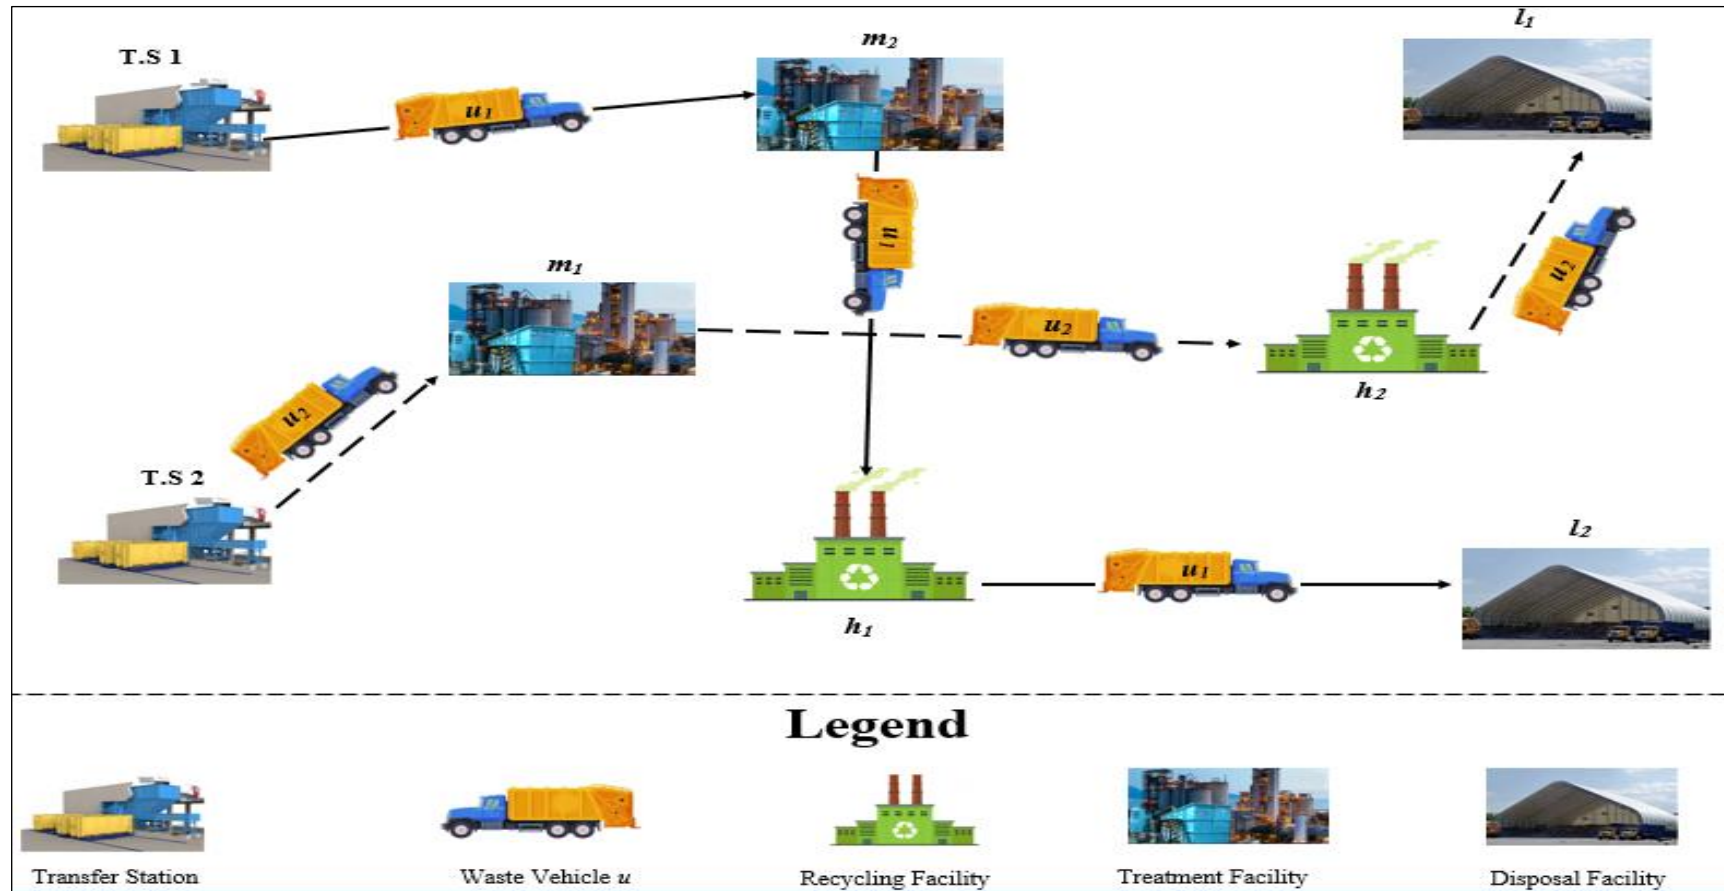 l₁
m₂
T.S 1
u₁
u₁
m₁
u₂
u₂
u₂
h₂
T.S 2
l₂
u₁
h₁
Legend
Transfer Station
Waste Vehicle u
Recycling Facility
Treatment Facility
Disposal Facility